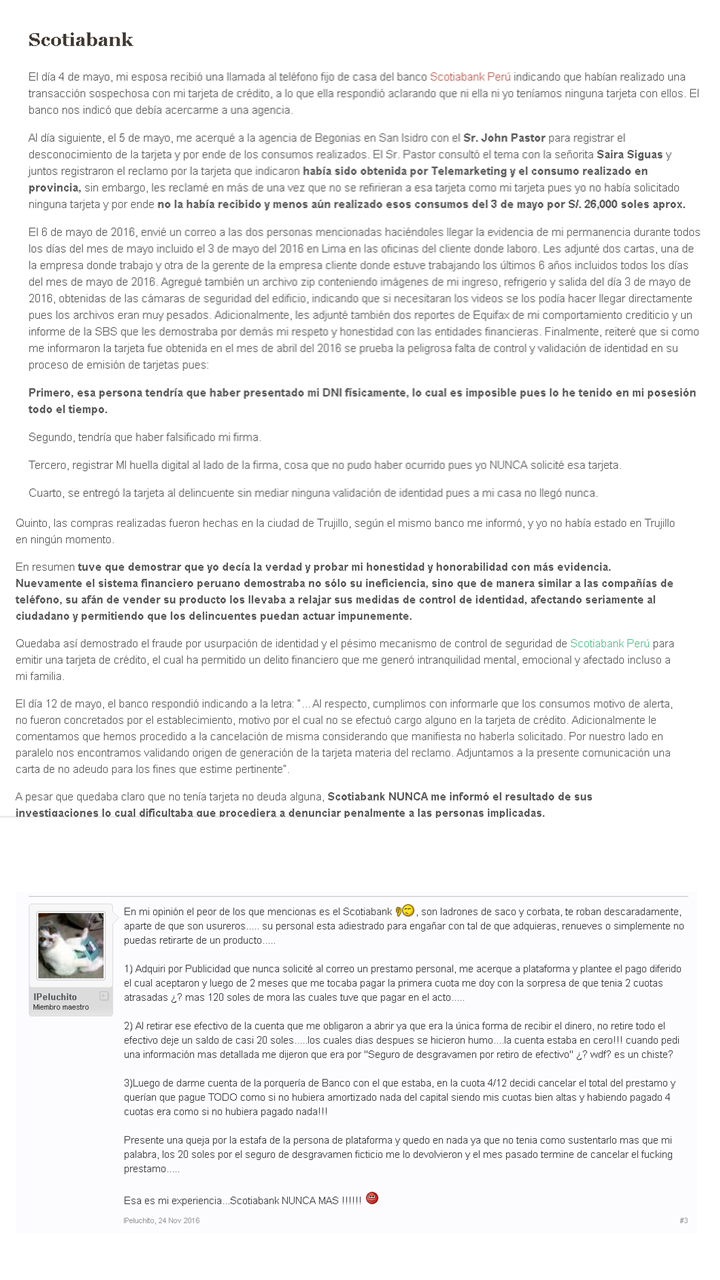 Scotiabank
El día 4 de mayo, mi esposa recibió una llamada al teléfono fijo de casa del banco Scotiabank Perú indicando que habían realizado una
transacción sospechosa con mi tarjeta de crédito, a lo que ella respondió aclarando que ni ella ni yo teníamos ninguna tarjeta con ellos. El
banco nos indicó que debía acercarme a una agencia.
Al día siguiente, el 5 de mayo, me acerqué a la agencia de Begonias en San Isidro con el Sr. John Pastor para registrar el
desconocimiento de la tarjeta y por ende de los consumos realizados. El Sr. Pastor consultó el tema con la señorita Saira Siguas y
juntos registraron el reclamo por la tarjeta que indicaron había sido obtenida por Telemarketing y el consumo realizado en
provincia, sin embargo, les reclamé en más de una vez que no se refirieran a esa tarjeta como mi tarjeta pues yo no había solicitado
ninguna tarjeta y por ende no la había recibido y menos aún realizado esos consumos del 3 de mayo por S/. 26,000 soles aprox.
El 6 de mayo de 2016, envié un correo a las dos personas mencionadas haciéndoles llegar la evidencia de mi permanencia durante todos
los días del mes de mayo incluido el 3 de mayo del 2016 en Lima en las oficinas del cliente donde laboro. Les adjunté dos cartas, una de
la empresa donde trabajo y otra de la gerente de la empresa cliente donde estuve trabajando los últimos 6 años incluidos todos los días
del mes de mayo de 2016. Agregué también un archivo zip conteniendo imágenes de mi ingreso, refrigerio y salida del día 3 de mayo de
2016, obtenidas de las cámaras de seguridad del edificio, indicando que si necesitaran los videos se los podía hacer llegar directamente
pues los archivos eran muy pesados. Adicionalmente, les adjunté también dos reportes de Equifax de mi comportamiento crediticio y un
informe de la SBS que les demostraba por demás mi respeto y honestidad con las entidades financieras. Finalmente, reiteré que si como
me informaron la tarjeta fue obtenida en el mes de abril del 2016 se prueba la peligrosa falta de control y validación de identidad en su
proceso de emisión de tarjetas pues:
Primero, esa persona tendría que haber presentado mi DNI físicamente, lo cual es imposible pues lo he tenido en mi posesión
todo el tiempo.
Segundo, tendría que haber falsificado mi firma.
Tercero, registrar MI huella digital al lado de la firma, cosa que no pudo haber ocurrido pues yo NUNCA solicité esa tarjeta.
Cuarto, se entregó la tarjeta al delincuente sin mediar ninguna validación de identidad pues a mi casa no llegó nunca.
Quinto, las compras realizadas fueron hechas en la ciudad de Trujillo, según el mismo banco me informó, y yo no había estado en Trujillo
en ningún momento.
En resumen tuve que demostrar que yo decía la verdad y probar mi honestidad y honorabilidad con más evidencia.
Nuevamente el sistema financiero peruano demostraba no sólo su ineficiencia, sino que de manera similar a las compañías de
teléfono, su afán de vender su producto los llevaba a relajar sus medidas de control de identidad, afectando seriamente al
ciudadano y permitiendo que los delincuentes puedan actuar impunemente.
Quedaba así demostrado el fraude por usurpación de identidad y el pésimo mecanismo de control de seguridad de Scotiabank Perú para
emitir una tarjeta de crédito, el cual ha permitido un delito financiero que me generó intranquilidad mental, emocional y afectado incluso a
mi familia.
El día 12 de mayo, el banco respondió indicando a la letra: "…Al respecto, cumplimos con informarle que los consumos motivo de alerta,
no fueron concretados por el establecimiento, motivo por el cual no se efectuó cargo alguno en la tarjeta de crédito. Adicionalmente le
comentamos que hemos procedido a la cancelación de misma considerando que manifiesta no haberla solicitado. Por nuestro lado en
paralelo nos encontramos validando origen de generación de la tarjeta materia del reclamo. Adjuntamos a la presente comunicación una
carta de no adeudo para los fines que estime pertinente".
A pesar que quedaba claro que no tenía tarjeta no deuda alguna, Scotiabank NUNCA me informó el resultado de sus
investigaciones lo cual dificultaba que procediera a denunciar penalmente a las personas implicadas.
En mi opinión el peor de los que mencionas es el Scotiabank , son ladrones de saco y corbata, te roban descaradamente,
aparte de que son usureros..... su personal esta adiestrado para engañar con tal de que adquieras, renueves o simplemente no
puedas retirarte de un producto.....
lPeluchito
Miembro maestro
1) Adquiri por Publicidad que nunca solicité al correo un prestamo personal, me acerque a plataforma y plantee el pago diferido
el cual aceptaron y luego de 2 meses que me tocaba pagar la primera cuota me doy con la sorpresa de que tenia 2 cuotas
atrasadas ¿? mas 120 soles de mora las cuales tuve que pagar en el acto.....
2) Al retirar ese efectivo de la cuenta que me obligaron a abrir ya que era la única forma de recibir el dinero, no retire todo el
efectivo deje un saldo de casi 20 soles.....los cuales dias despues se hicieron humo....la cuenta estaba en cero!!! cuando pedi
una información mas detallada me dijeron que era por "Seguro de desgravamen por retiro de efectivo" ¿? wdf? es un chiste?
3)Luego de darme cuenta de la porquería de Banco con el que estaba, en la cuota 4/12 decidi cancelar el total del prestamo y
querían que pague TODO como si no hubiera amortizado nada del capital siendo mis cuotas bien altas y habiendo pagado 4
cuotas era como si no hubiera pagado nada!!!
Presente una queja por la estafa de la persona de plataforma y quedo en nada ya que no tenia como sustentarlo mas que mi
palabra, los 20 soles por el seguro de desgravamen ficticio me lo devolvieron y el mes pasado termine de cancelar el fucking
prestamo.....
Esa es mi experiencia...Scotiabank NUNCA MAS !!!!!!
lPeluchito, 24 Nov 2016
#3